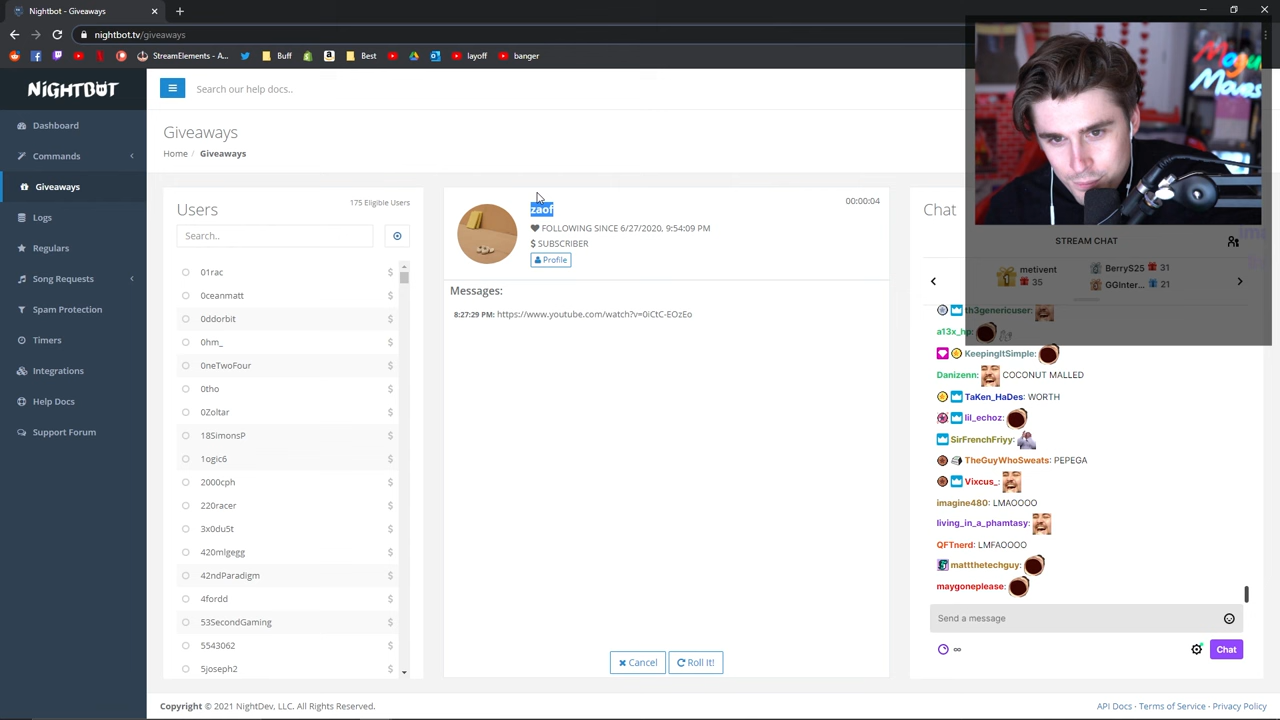 Nightbot
nightbot.tv/giveaways
StreamElements - A...
Buff
Best
layoff
banger
NIGHTBOT
Search our help docs..
Dashboard
Commands
Giveaways
Logs
Regulars
Song Requests
Spam Protection
Timers
Integrations
Help Docs
Support Forum
Giveaways
Home / Giveaways
Users
175 Eligible Users
Search..
01rac $
0ceanmatt $
0ddorbit $
0hm_ $
0neTwoFour $
0tho $
0Zoltar $
18SimonsP $
1ogic6 $
2000cph $
220racer $
3x0du5t $
420mlgegg $
42ndParadigm $
4fordd $
53SecondGaming $
5543062 $
5joseph2 $
zaof
00:00:04
FOLLOWING SINCE 6/27/2020, 9:54:09 PM
$ SUBSCRIBER
Profile
Messages:
8:27:29 PM: https://www.youtube.com/watch?v=0iCtC-EOzEo
Cancel
Roll It!
Chat
STREAM CHAT
metivent
35
BerryS25 31
GGInter... 21
th3genericuser:
a13x_hp:
KeepingItSimple:
Danizenn: COCONUT MALLED
TaKen_HaDes: WORTH
lil_echoz:
SirFrenchFriyy:
TheGuyWhoSweats: PEPEGA
Vixcus_:
imagine480: LMAOOOO
living_in_a_phamtasy:
QFTnerd: LMFAOOOO
mattthetechguy:
maygoneplease:
Send a message
∞
Chat
Copyright © 2021 NightDev, LLC. All Rights Reserved.
API Docs · Terms of Service · Privacy Policy